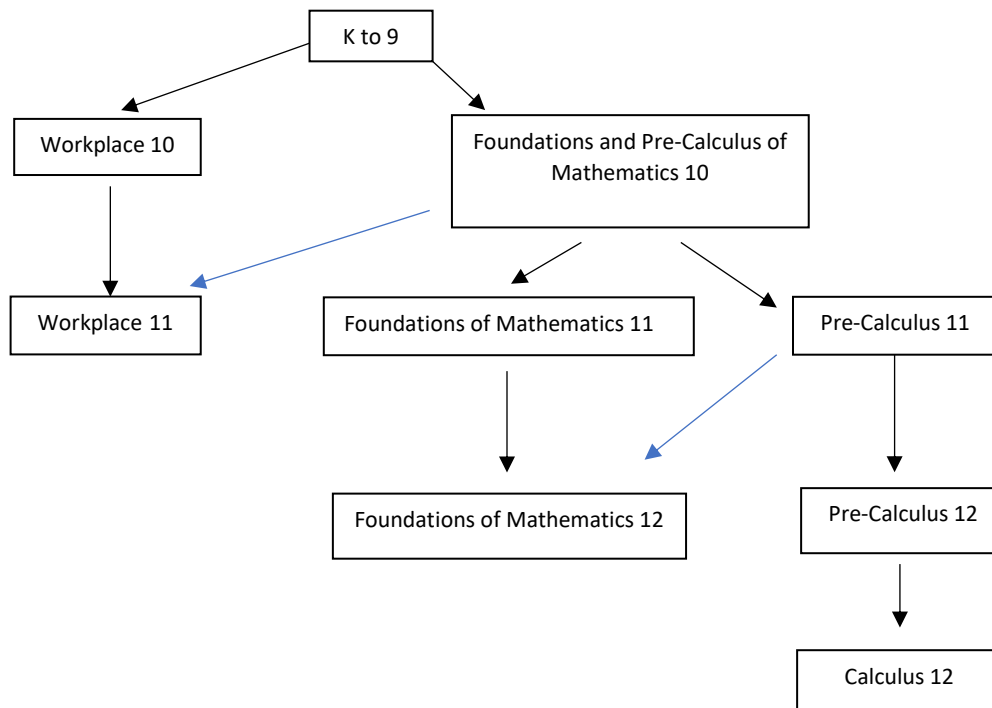 K to 9
Workplace 10
Foundations and Pre-Calculus of
Mathematics 10
Workplace 11
Foundations of Mathematics 11
Pre-Calculus 11
Foundations of Mathematics 12
Pre-Calculus 12
Calculus 12